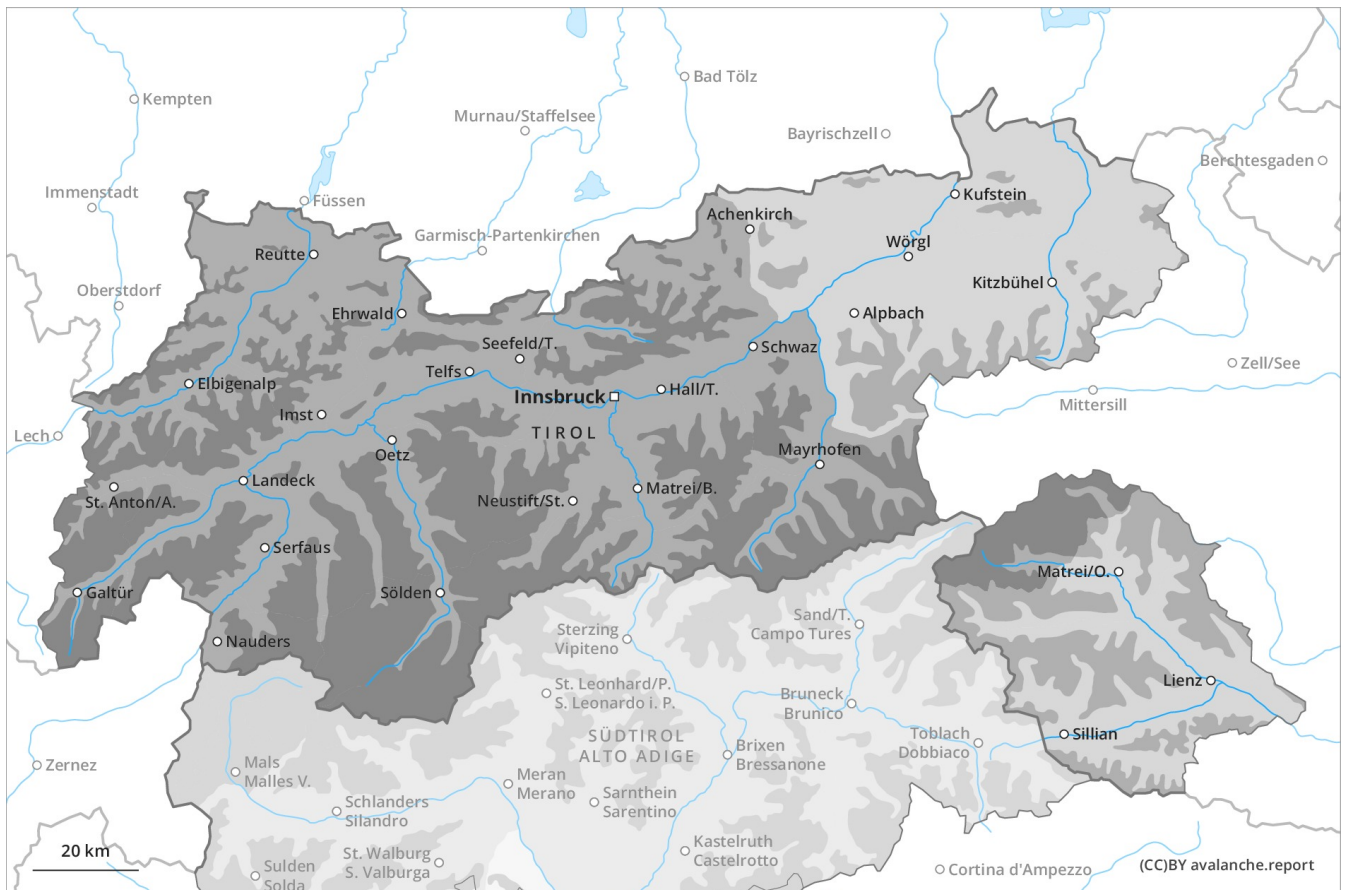 Bad Tölz
Kempten
Murnau/Staffelsee
Bayrischzell
Berchtesgaden
Immenstadt
Füssen
Kufstein
Achenkirch
Garmisch-Partenkirchen
Wörgl
Reutte
Kitzbühel
Oberstdorf
Ehrwald
Alpbach
Seefeld/T.
Schwaz
Zell/See
Telfs
Elbigenalp
Hall/T.
Innsbruck
Mittersill
Imst
TIROL
Lech
Oetz
Mayrhofen
Landeck
Matrei/B.
St. Anton/A.
Neustift/St.
Serfaus
Matrei/O.
Galtür
Sölden
Sand/T.
Campo Tures
Sterzing
Vipiteno
Nauders
Lienz
St. Leonhard/P.
S. Leonardo i. P.
Bruneck
Brunico
Sillian
SÜDTIROL
ALTO ADIGE
Toblach
Dobbiaco
Brixen
Bressanone
Zernez
Mals
Malles V.
Meran
Merano
Sarnthein
Sarentino
Schlanders
Silandro
Kastelruth
Castelrotto
20 km
St. Walburg
S. Valburga
Sulden
Solda
Cortina d'Ampezzo
(CC)BY avalanche.report